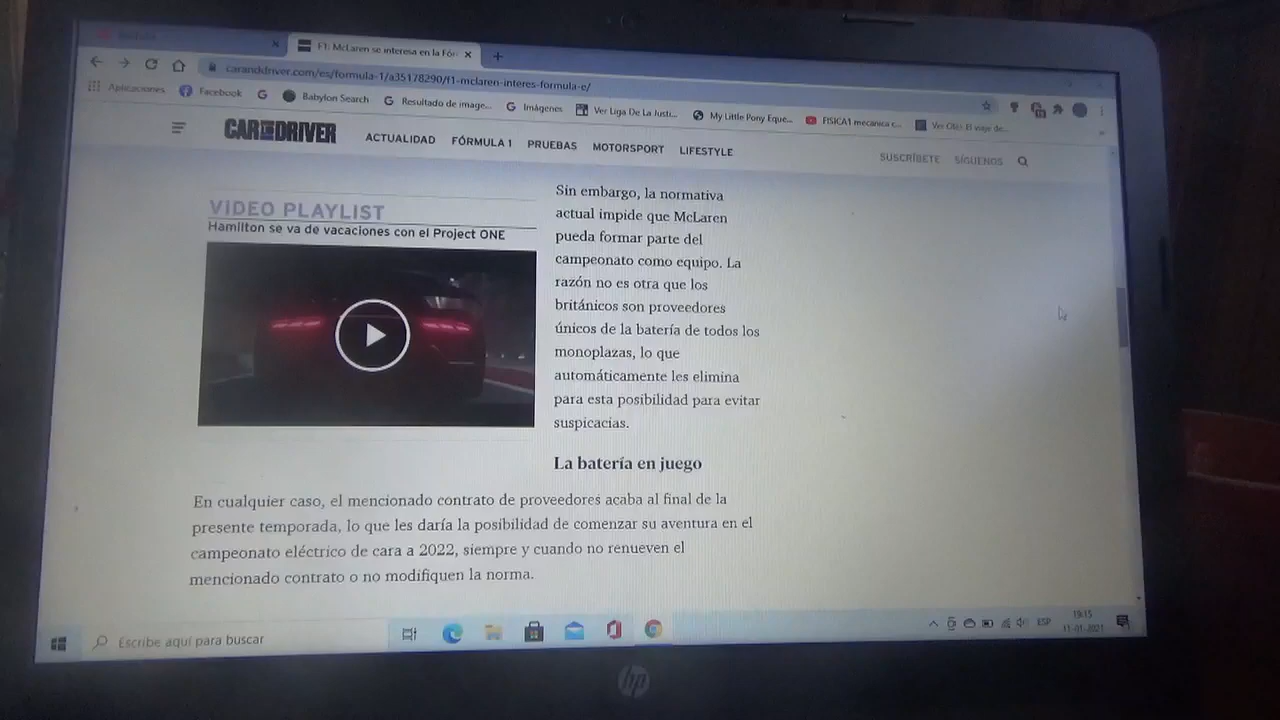 F1: McLaren se interesa en la Fór
caranddriver.com/es/formula-1/a35178290/f1-mclaren-interes-formula-e/
Aplicaciones
Facebook
Babylon Search
Resultado de image...
Imágenes
Ver Liga De La Justi...
My Little Pony Eque...
FISICA1 mecanica c...
CAR AND DRIVER
ACTUALIDAD
FÓRMULA 1
PRUEBAS
MOTORSPORT
LIFESTYLE
SUSCRÍBETE
SÍGUENOS
VIDEO PLAYLIST
Hamilton se va de vacaciones con el Project ONE
Sin embargo, la normativa
actual impide que McLaren
pueda formar parte del
campeonato como equipo. La
razón no es otra que los
británicos son proveedores
únicos de la batería de todos los
monoplazas, lo que
automáticamente les elimina
para esta posibilidad para evitar
suspicacias.
La batería en juego
En cualquier caso, el mencionado contrato de proveedores acaba al final de la
presente temporada, lo que les daría la posibilidad de comenzar su aventura en el
campeonato eléctrico de cara a 2022, siempre y cuando no renueven el
mencionado contrato o no modifiquen la norma.
Escribe aquí para buscar
ESP
19:15
11-01-2021
hp